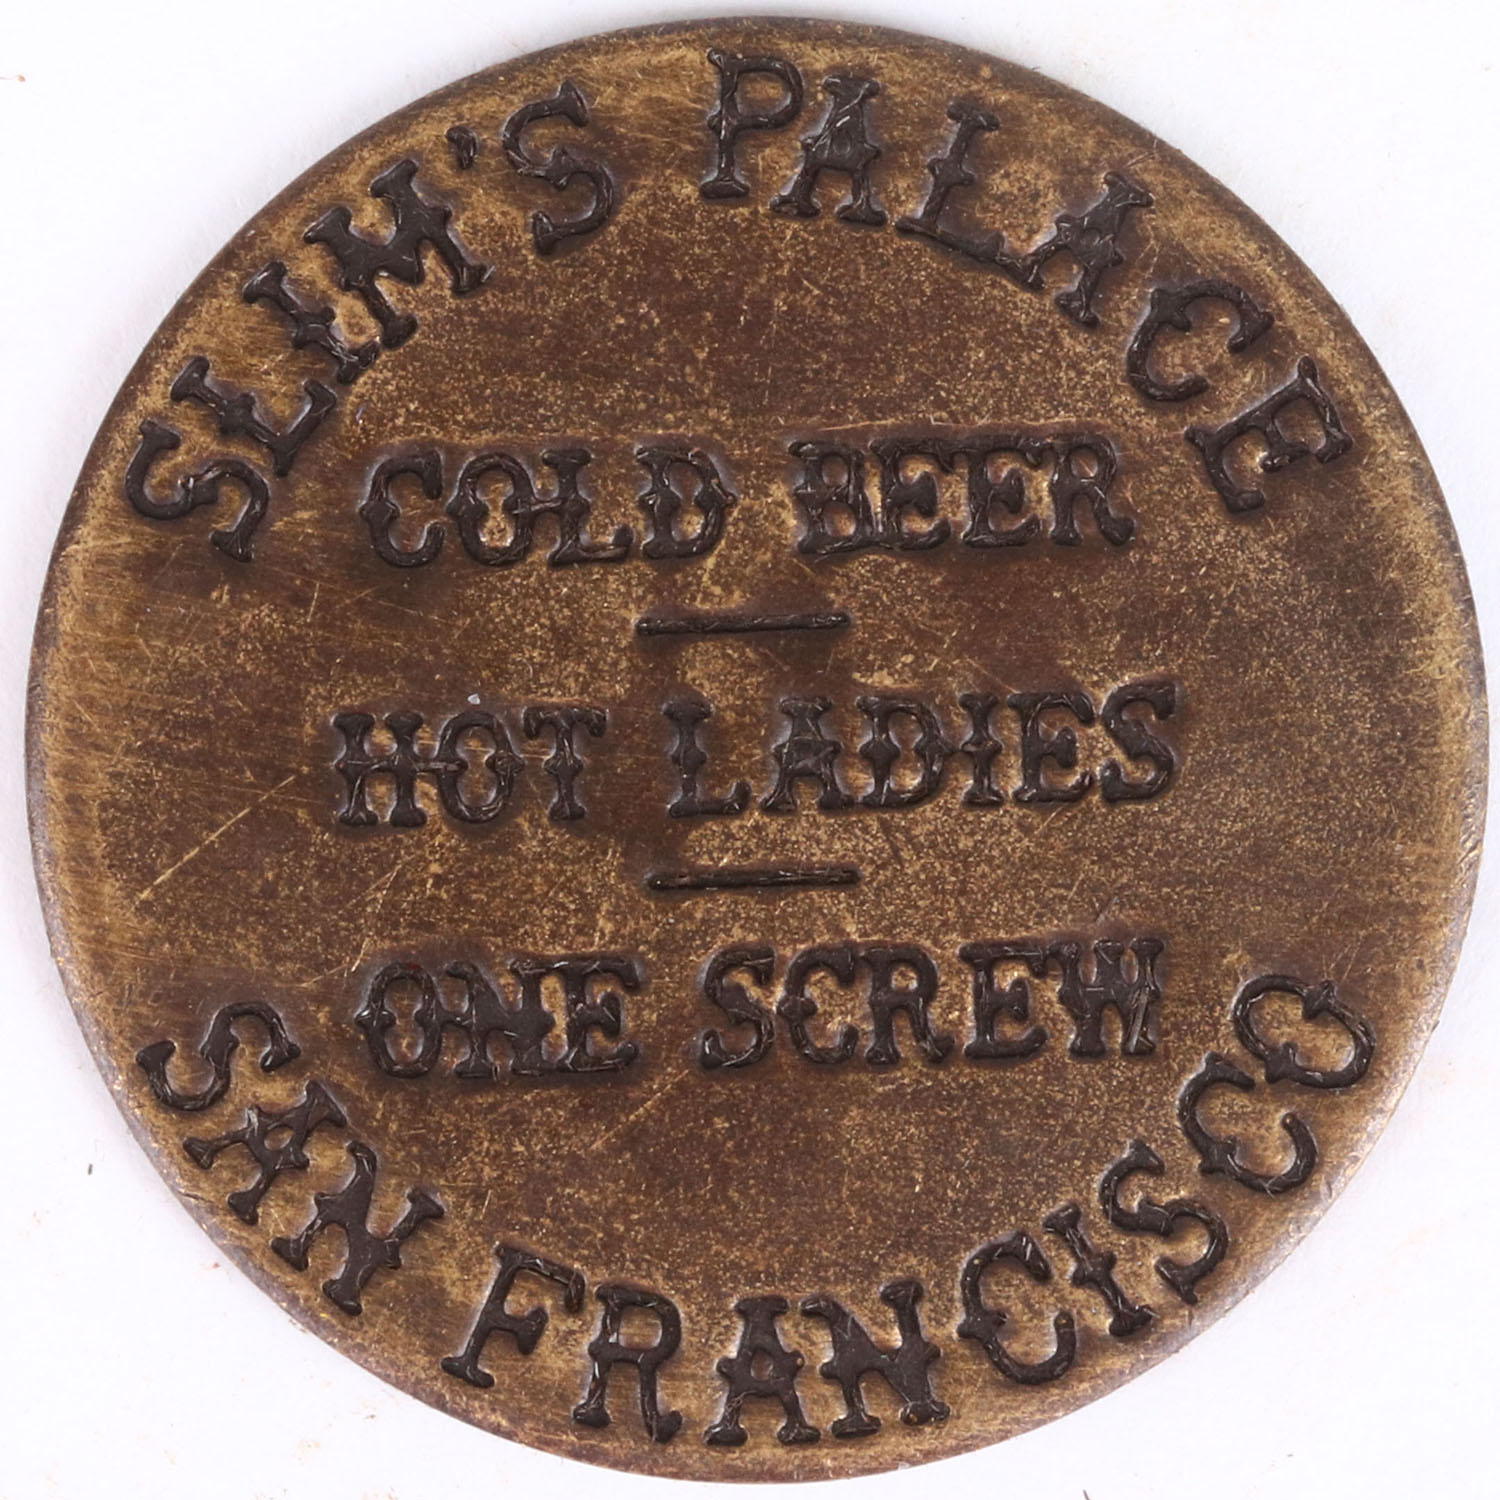 SLIM'S PALACE
COLD BEER
HOT LADIES
ONE SCREW
SAN FRANCISCO